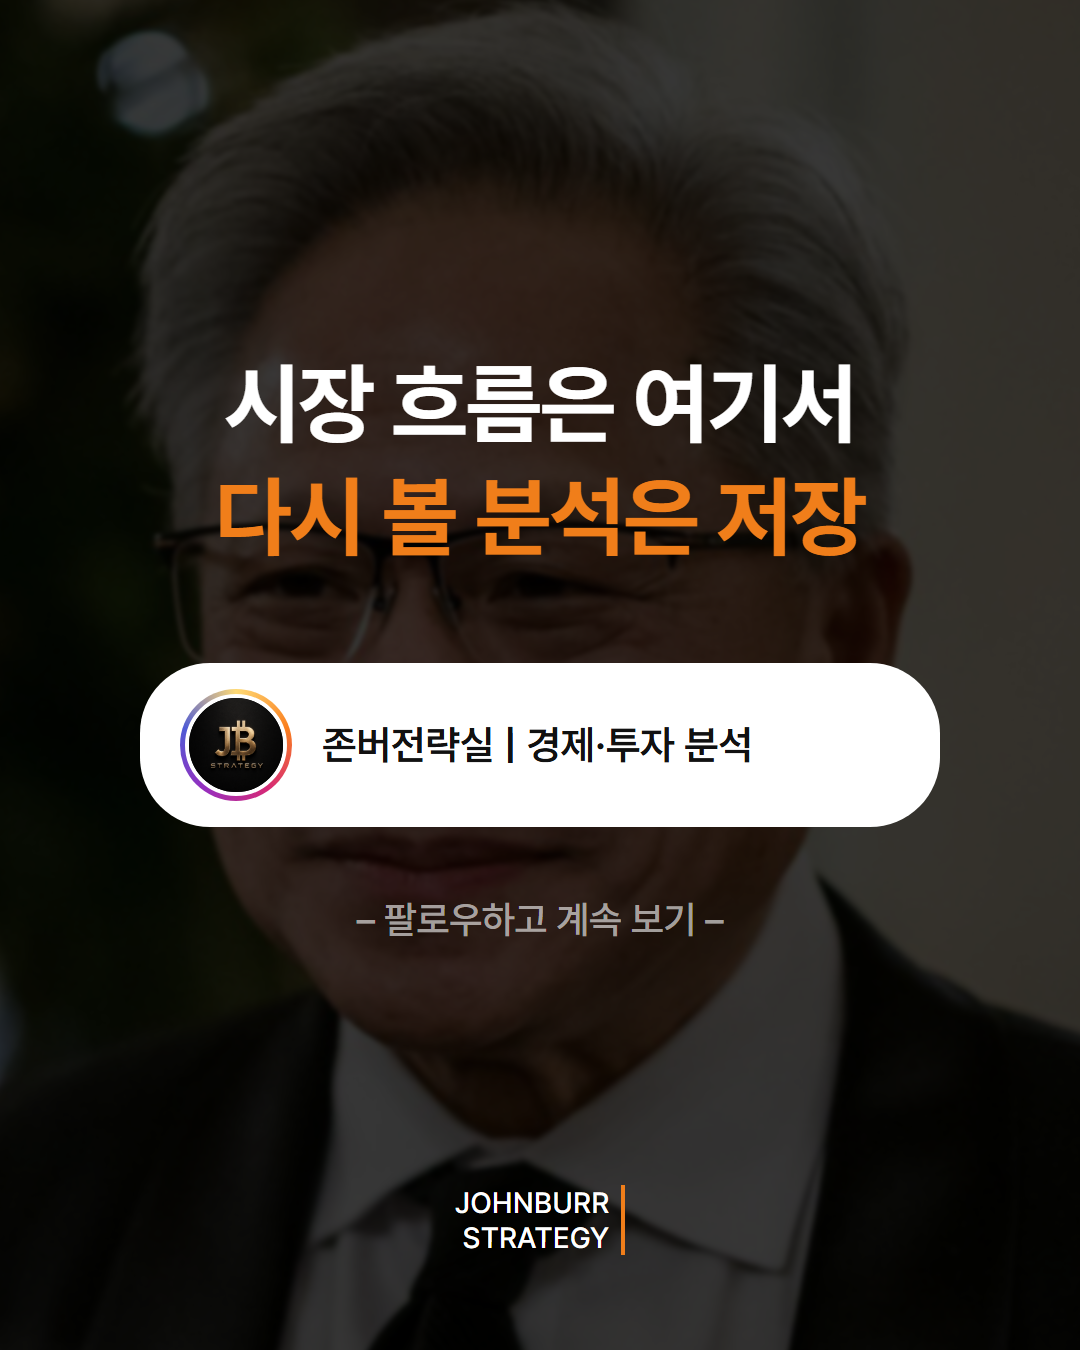 시장 흐름은 여기서
다시 볼 분석은 저장
JB
STRATEGY
존버전략실 | 경제·투자 분석
– 팔로우하고 계속 보기 –
JOHNBURR
STRATEGY